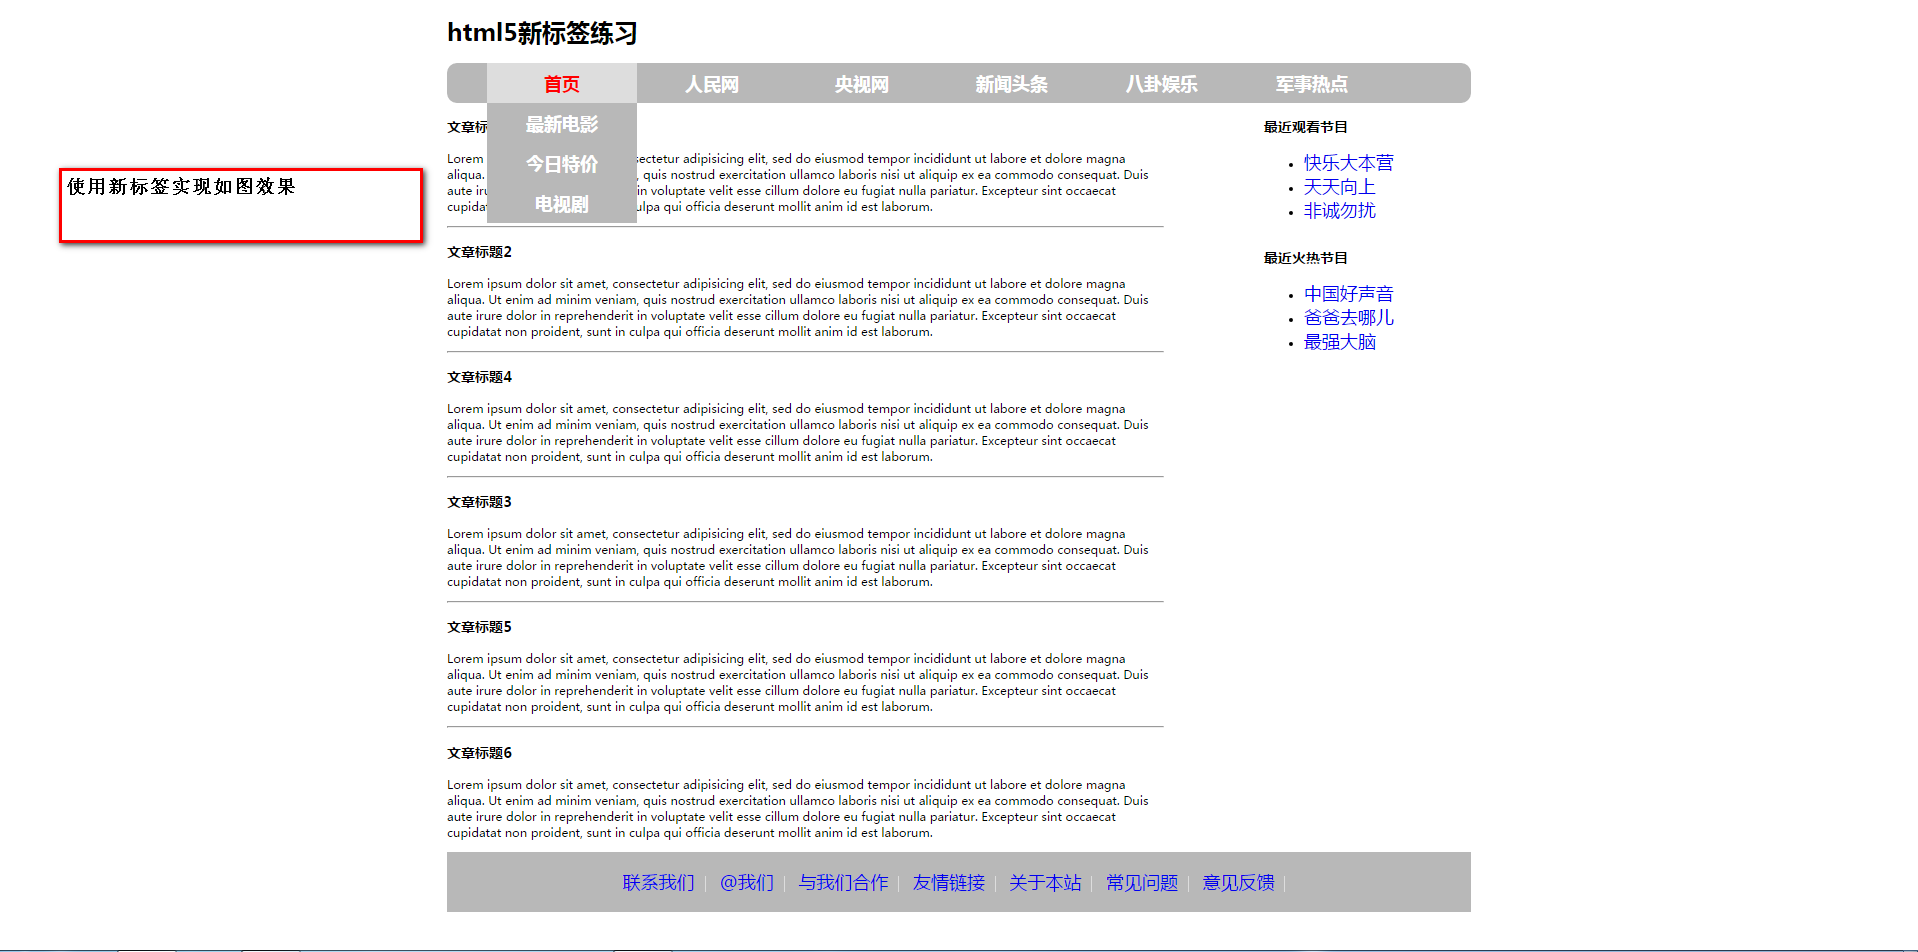 html5新标签练习
首页 人民网 央视网 新闻头条 八卦娱乐 军事热点
最新电影
今日特价
电视剧
使用新标签实现如图效果
文章标
Lorem sectetur adipisicing elit, sed do eiusmod tempor incididunt ut labore et dolore magna
aliqua. , quis nostrud exercitation ullamco laboris nisi ut aliquip ex ea commodo consequat. Duis
aute iru in voluptate velit esse cillum dolore eu fugiat nulla pariatur. Excepteur sint occaecat
cupida ulpa qui officia deserunt mollit anim id est laborum.
文章标题2
Lorem ipsum dolor sit amet, consectetur adipisicing elit, sed do eiusmod tempor incididunt ut labore et dolore magna
aliqua. Ut enim ad minim veniam, quis nostrud exercitation ullamco laboris nisi ut aliquip ex ea commodo consequat. Duis
aute irure dolor in reprehenderit in voluptate velit esse cillum dolore eu fugiat nulla pariatur. Excepteur sint occaecat
cupidatat non proident, sunt in culpa qui officia deserunt mollit anim id est laborum.
文章标题4
Lorem ipsum dolor sit amet, consectetur adipisicing elit, sed do eiusmod tempor incididunt ut labore et dolore magna
aliqua. Ut enim ad minim veniam, quis nostrud exercitation ullamco laboris nisi ut aliquip ex ea commodo consequat. Duis
aute irure dolor in reprehenderit in voluptate velit esse cillum dolore eu fugiat nulla pariatur. Excepteur sint occaecat
cupidatat non proident, sunt in culpa qui officia deserunt mollit anim id est laborum.
文章标题3
Lorem ipsum dolor sit amet, consectetur adipisicing elit, sed do eiusmod tempor incididunt ut labore et dolore magna
aliqua. Ut enim ad minim veniam, quis nostrud exercitation ullamco laboris nisi ut aliquip ex ea commodo consequat. Duis
aute irure dolor in reprehenderit in voluptate velit esse cillum dolore eu fugiat nulla pariatur. Excepteur sint occaecat
cupidatat non proident, sunt in culpa qui officia deserunt mollit anim id est laborum.
文章标题5
Lorem ipsum dolor sit amet, consectetur adipisicing elit, sed do eiusmod tempor incididunt ut labore et dolore magna
aliqua. Ut enim ad minim veniam, quis nostrud exercitation ullamco laboris nisi ut aliquip ex ea commodo consequat. Duis
aute irure dolor in reprehenderit in voluptate velit esse cillum dolore eu fugiat nulla pariatur. Excepteur sint occaecat
cupidatat non proident, sunt in culpa qui officia deserunt mollit anim id est laborum.
文章标题6
Lorem ipsum dolor sit amet, consectetur adipisicing elit, sed do eiusmod tempor incididunt ut labore et dolore magna
aliqua. Ut enim ad minim veniam, quis nostrud exercitation ullamco laboris nisi ut aliquip ex ea commodo consequat. Duis
aute irure dolor in reprehenderit in voluptate velit esse cillum dolore eu fugiat nulla pariatur. Excepteur sint occaecat
cupidatat non proident, sunt in culpa qui officia deserunt mollit anim id est laborum.
最近观看节目
快乐大本营
天天向上
非诚勿扰
最近火热节目
中国好声音
爸爸去哪儿
最强大脑
联系我们 | @我们 | 与我们合作 | 友情链接 | 关于本站 | 常见问题 | 意见反馈 |